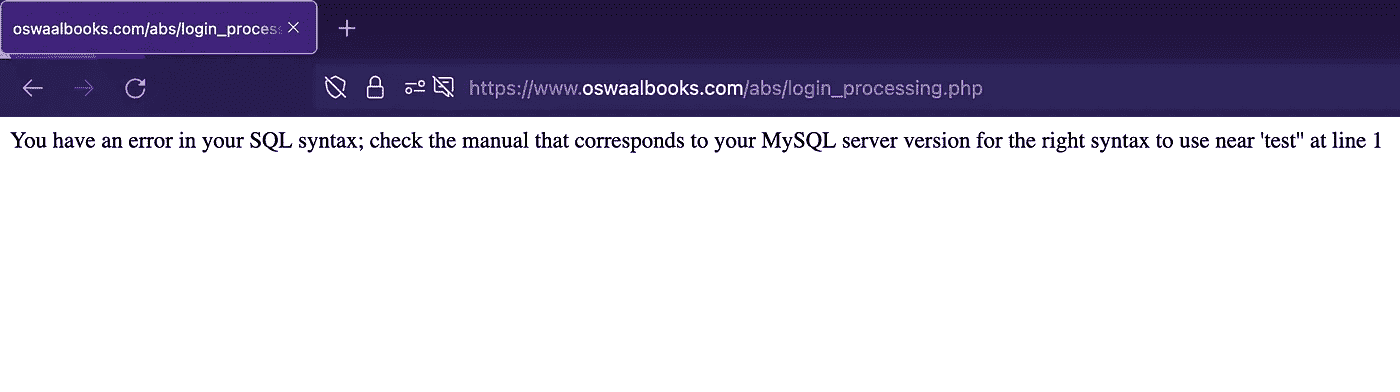 oswaalbooks.com/abs/login_proces
https://www.oswaalbooks.com/abs/login_processing.php
You have an error in your SQL syntax; check the manual that corresponds to your MySQL server version for the right syntax to use near 'test'' at line 1